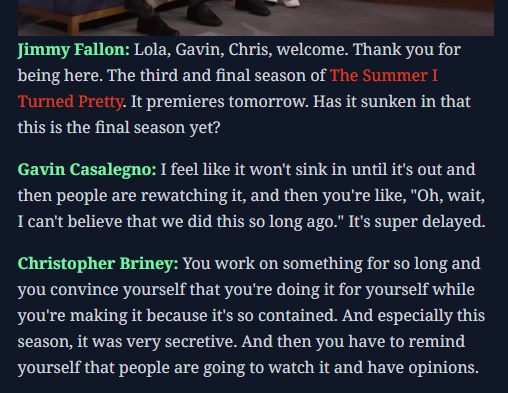 Jimmy Fallon: Lola, Gavin, Chris, welcome. Thank you for
being here. The third and final season of The Summer I
Turned Pretty. It premieres tomorrow. Has it sunken in that
this is the final season yet?
Gavin Casalegno: I feel like it won't sink in until it's out and
then people are rewatching it, and then you're like, "Oh, wait,
I can't believe that we did this so long ago." It's super delayed.
Christopher Briney: You work on something for so long and
you convince yourself that you're doing it for yourself while
you're making it because it's so contained. And especially this
season, it was very secretive. And then you have to remind
yourself that people are going to watch it and have opinions.